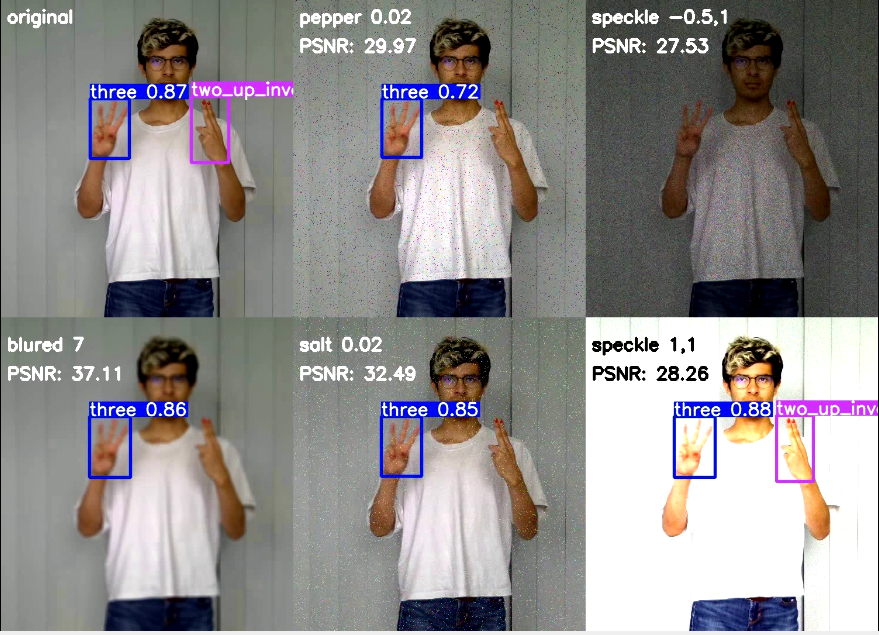 original
three 0.87
two_up_inv
pepper 0.02
PSNR: 29.97
three 0.72
speckle −0.5,1
PSNR: 27.53
blured 7
PSNR: 37.11
three 0.86
salt 0.02
PSNR: 32.49
three 0.85
speckle 1,1
PSNR: 28.26
three 0.88
two_up_inv